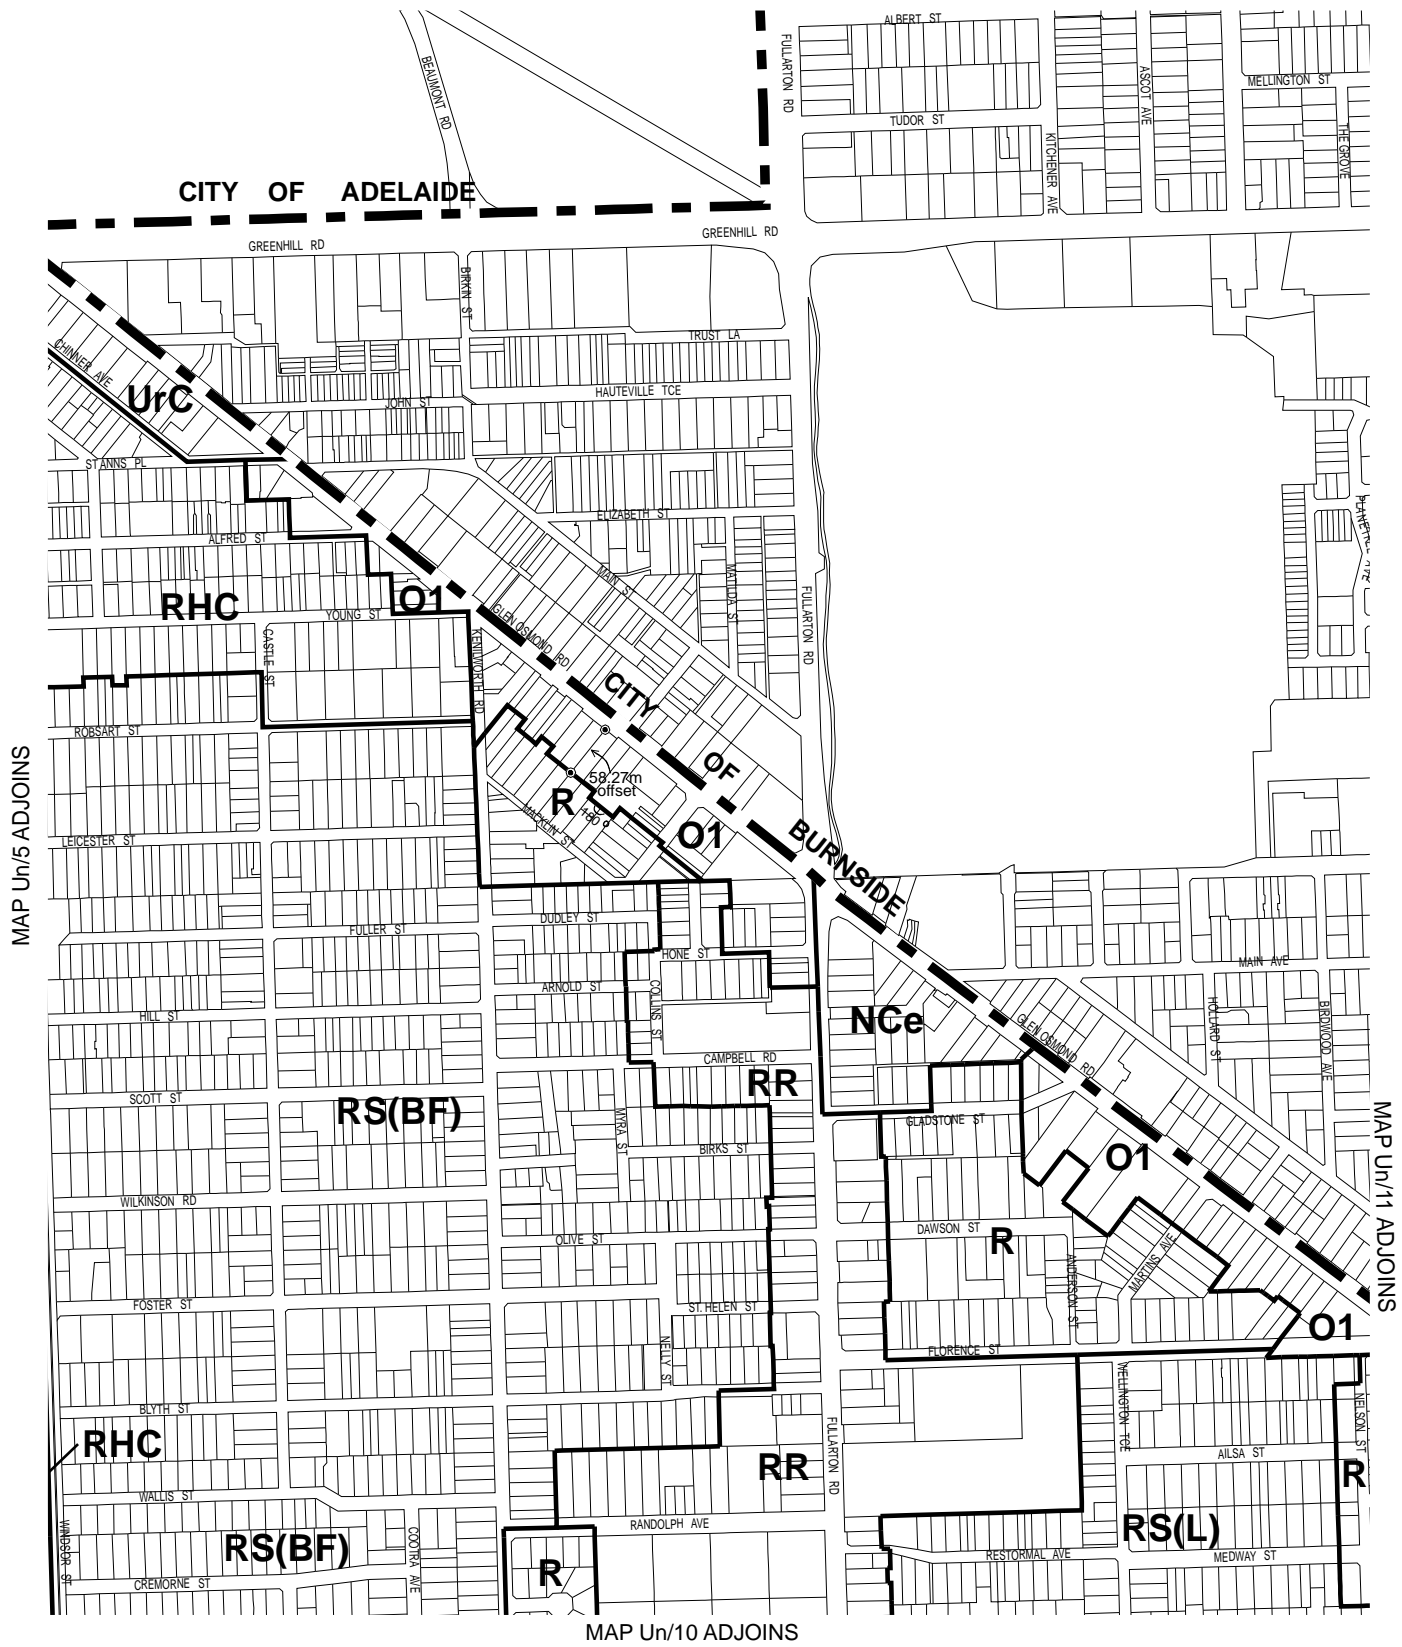 ALBERT ST
FULLARTON RD
BEAUMONT RD
ASCOT AVE
MELLINGTON ST
TUDOR ST
KITCHENER AVE
THE GROVE
CITY OF ADELAIDE
GREENHILL RD
GREENHILL RD
BIRKIN ST
TRUST LA
CHINNER AVE
UrC
HAUTEVILLE TCE
JOHN ST
ST ANNS PL
ELIZABETH ST
PLANETREE AVE
ALFRED ST
MAIN ST
MATILDA ST
FULLARTON RD
RHC
O1
YOUNG ST
GLEN OSMOND RD
CASTLE ST
KENILWORTH RD
CITY OF BURNSIDE
ROBSART ST
MAP Un/5 ADJOINS
58.27m
offset
R
180
MACKLIN ST
O1
LEICESTER ST
DUDLEY ST
FULLER ST
HONE ST
MAIN AVE
ARNOLD ST
COLLINS ST
HILL ST
NCe
GLEN OSMOND RD
HOLLARD ST
BIRDWOOD AVE
CAMPBELL RD
RR
SCOTT ST
RS(BF)
MYRA ST
GLADSTONE ST
MAP Un/11 ADJOINS
BIRKS ST
O1
WILKINSON RD
DAWSON ST
OLIVE ST
R
ANDERSON ST
MARTINS AVE
FOSTER ST
ST. HELEN ST
O1
NELLY ST
FLORENCE ST
WELLINGTON TCE
NELSON ST
BLYTH ST
RHC
FULLARTON RD
AILSA ST
RR
R
WALLIS ST
WINDSOR ST
RANDOLPH AVE
RS(L)
RS(BF)
COOTRA AVE
RESTORMAL AVE
MEDWAY ST
R
CREMORNE ST
MAP Un/10 ADJOINS